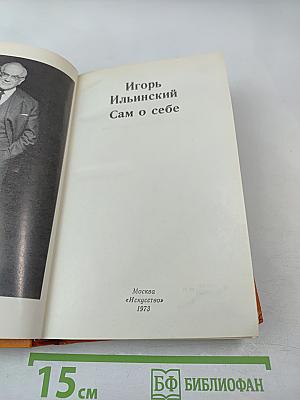 Игорь
Ильинский
Сам о себе
Москва
«Искусство»
1973
15 см
БФ БИБЛИОФАН